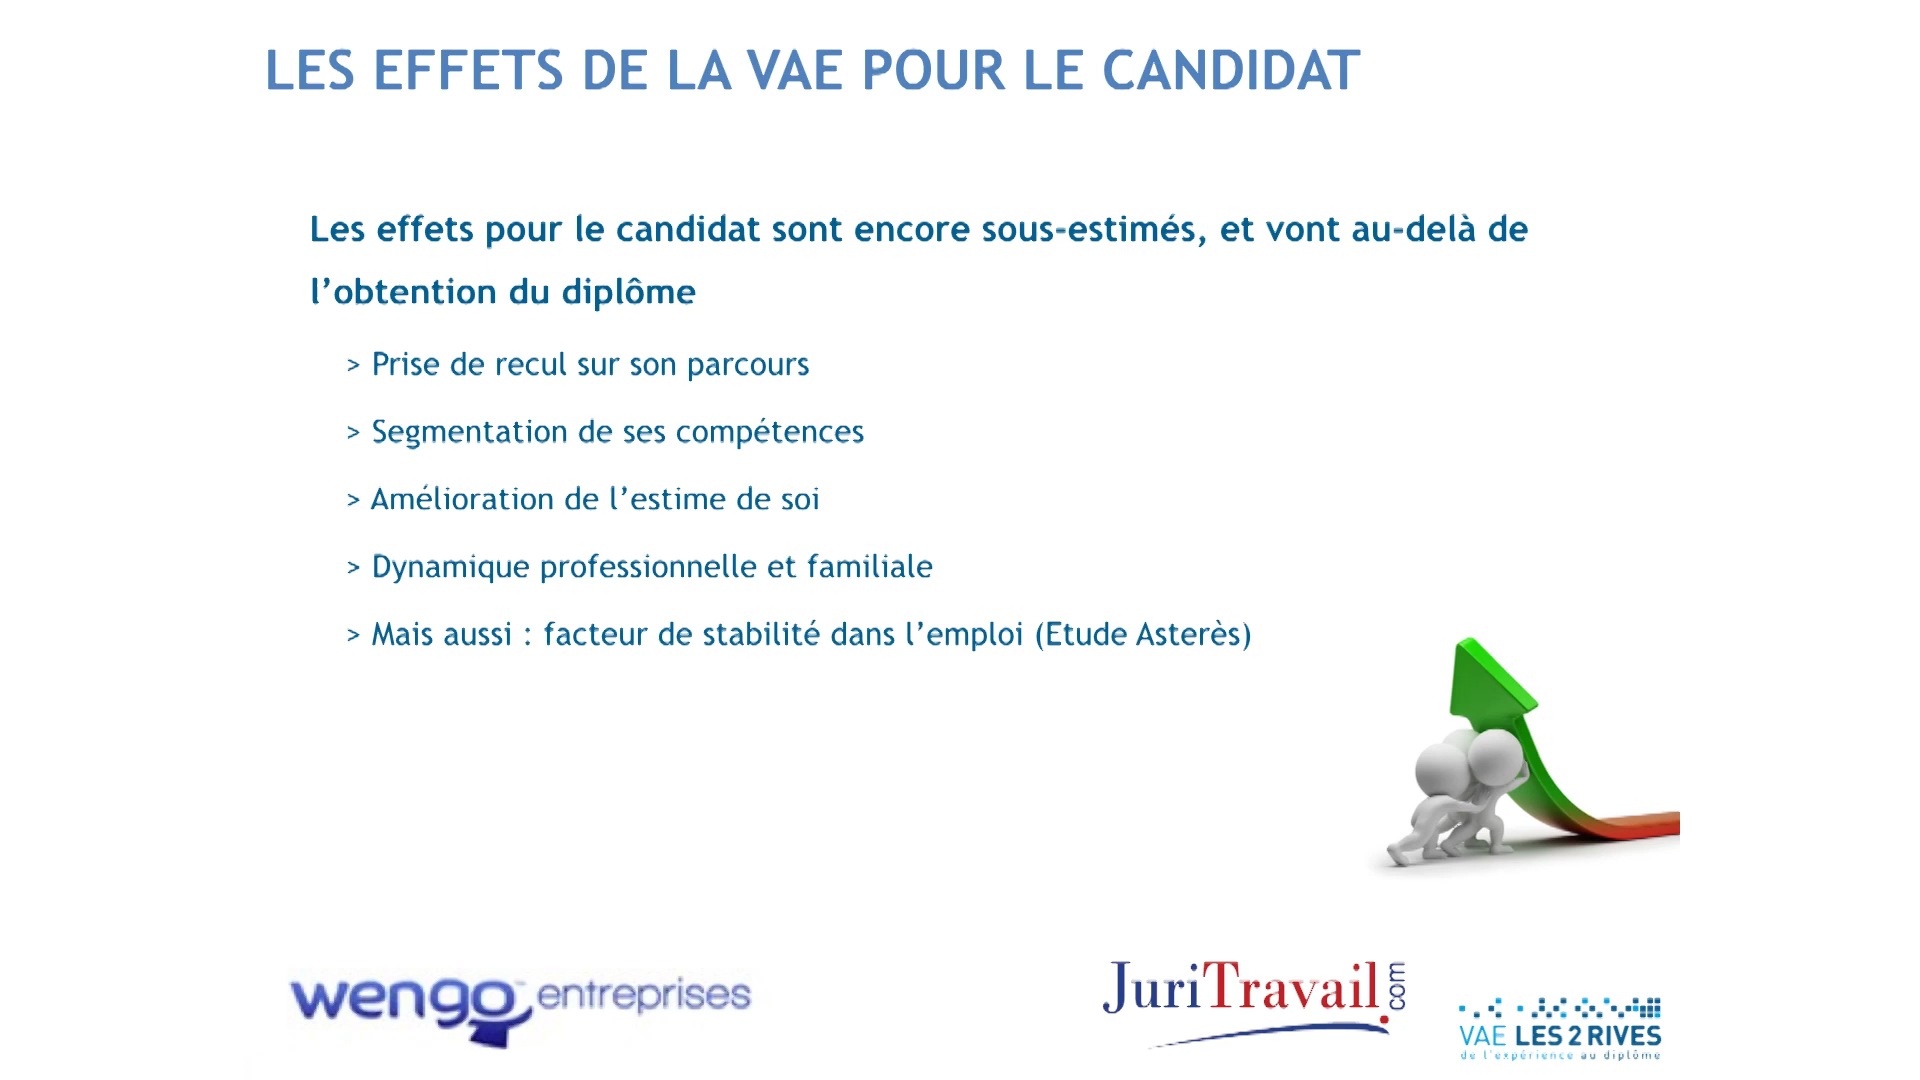 LES EFFETS DE LA VAE POUR LE CANDIDAT
Les effets pour le candidat sont encore sous-estimés, et vont au-delà de
l’obtention du diplôme
> Prise de recul sur son parcours
> Segmentation de ses compétences
> Amélioration de l’estime de soi
> Dynamique professionnelle et familiale
> Mais aussi : facteur de stabilité dans l’emploi (Etude Asterès)
wengo entreprises
JuriTravail.com
VAE LES 2 RIVES
de l'expérience au diplôme